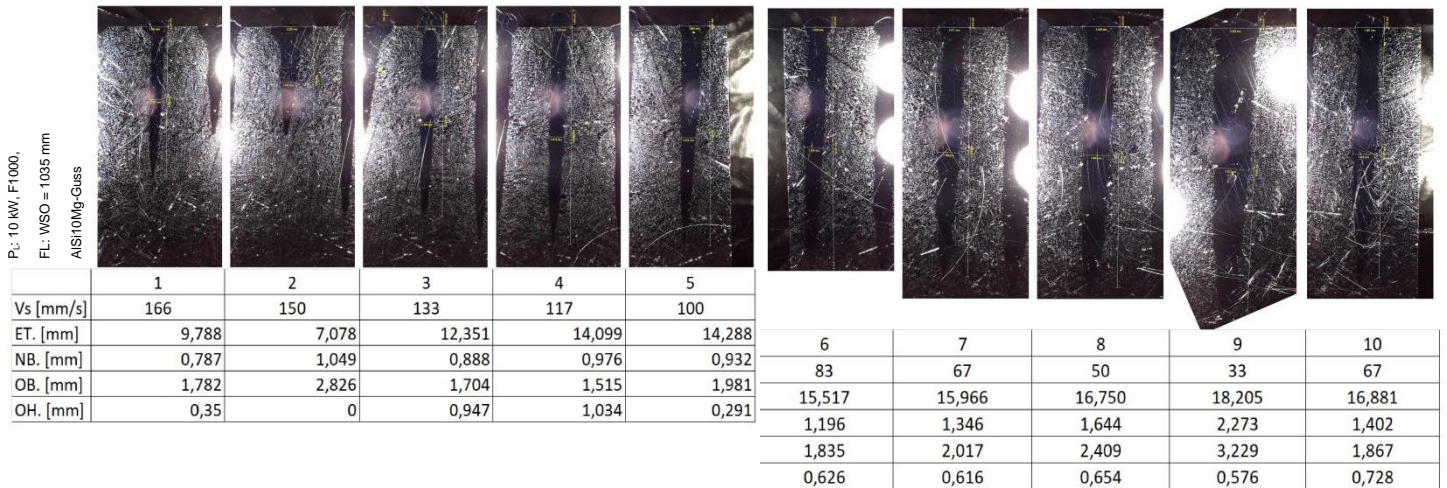 PL: 10 kW, F1000,
FL: WSO = 1035 mm
AlSi10Mg-Guss
1 2 3 4 5
Vs [mm/s] 166 150 133 117 100
ET. [mm] 9,788 7,078 12,351 14,099 14,288
NB. [mm] 0,787 1,049 0,888 0,976 0,932
OB. [mm] 1,782 2,826 1,704 1,515 1,981
OH. [mm] 0,35 0 0,947 1,034 0,291
6 7 8 9 10
83 67 50 33 67
15,517 15,966 16,750 18,205 16,881
1,196 1,346 1,644 2,273 1,402
1,835 2,017 2,409 3,229 1,867
0,626 0,616 0,654 0,576 0,728